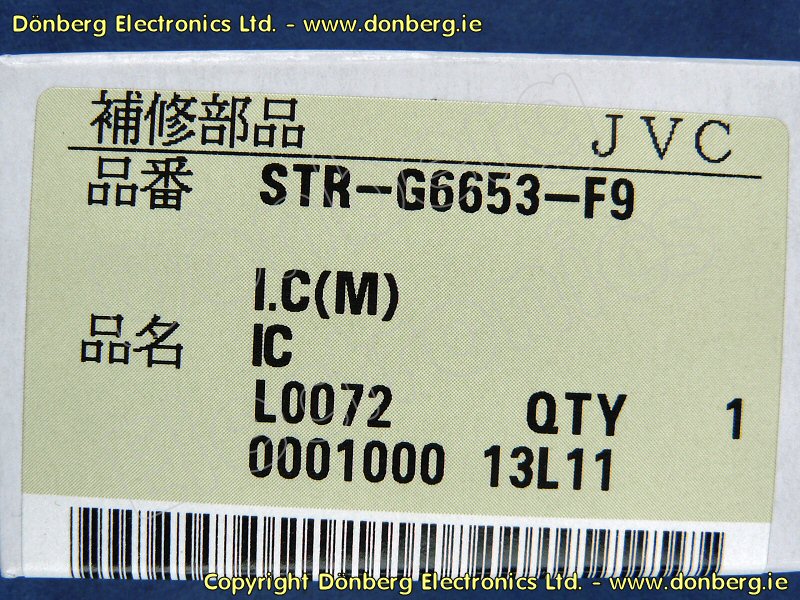 Dönberg Electronics Ltd. - www.donberg.ie
補修部品 JVC
品番 STR-G6653-F9
I.C(M)
品名 IC
L0072 QTY 1
0001000 13L11
Copyright Dönberg Electronics Ltd. - www.donberg.ie